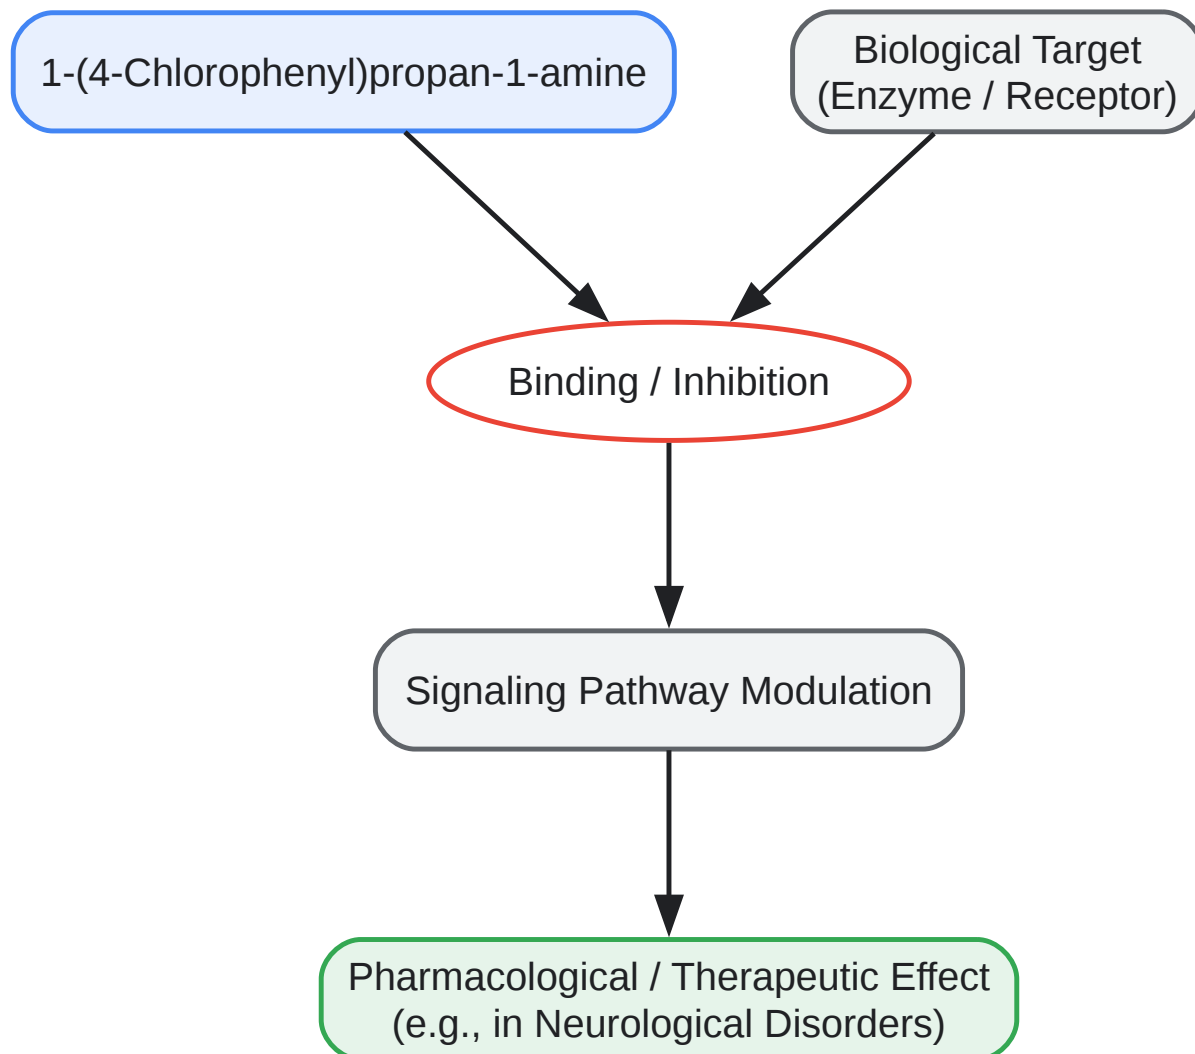 1-(4-Chlorophenyl)propan-1-amine
Biological Target
(Enzyme / Receptor)
Binding / Inhibition
Signaling Pathway Modulation
Pharmacological / Therapeutic Effect
(e.g., in Neurological Disorders)